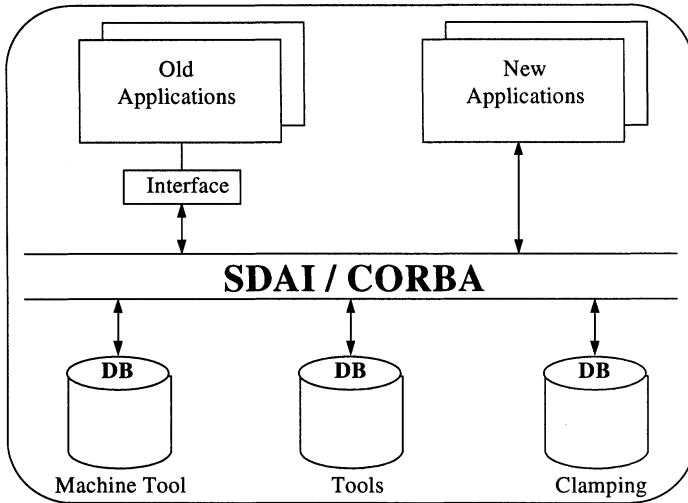 Old
Applications
New
Applications
Interface
SDAI / CORBA
DB
DB
DB
Machine Tool
Tools
Clamping